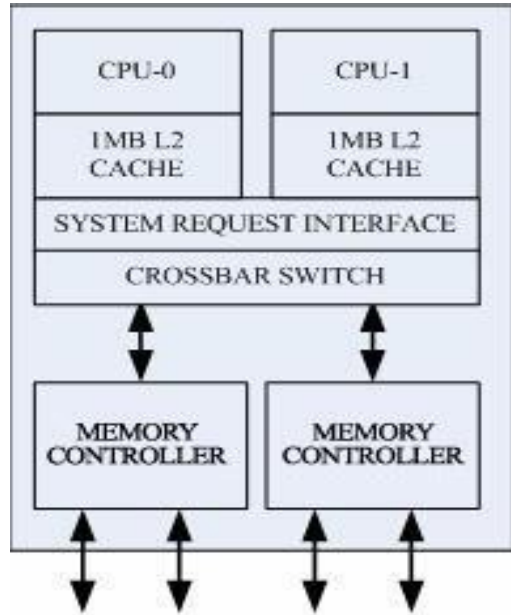 CPU-0
CPU-1
1MB L2
CACHE
1MB L2
CACHE
SYSTEM REQUEST INTERFACE
CROSSBAR SWITCH
MEMORY
CONTROLLER
MEMORY
CONTROLLER